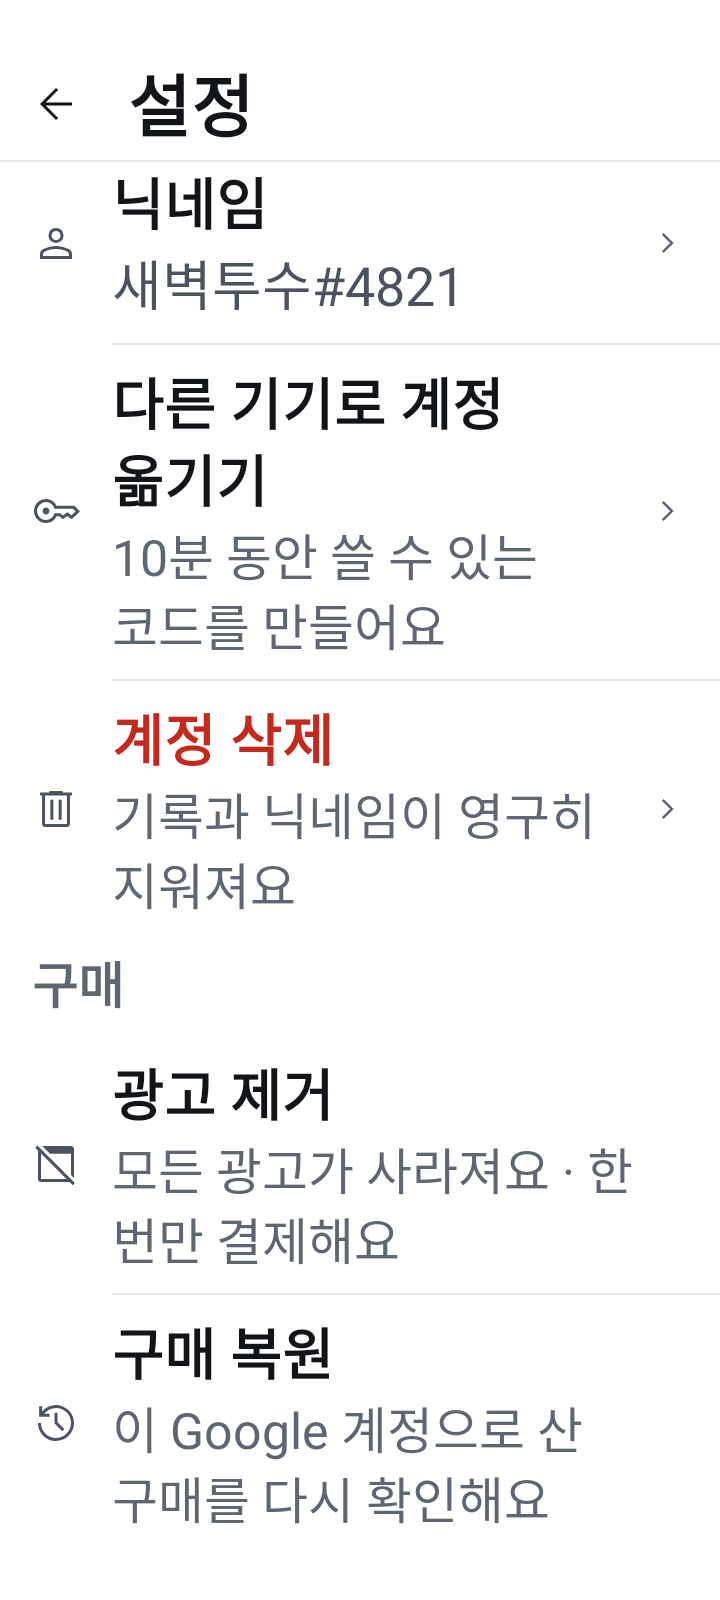 설정
닉네임
새벽투수#4821
다른 기기로 계정
옮기기
10분 동안 쓸 수 있는
코드를 만들어요
계정 삭제
기록과 닉네임이 영구히
지워져요
구매
광고 제거
모든 광고가 사라져요 · 한
번만 결제해요
구매 복원
이 Google 계정으로 산
구매를 다시 확인해요